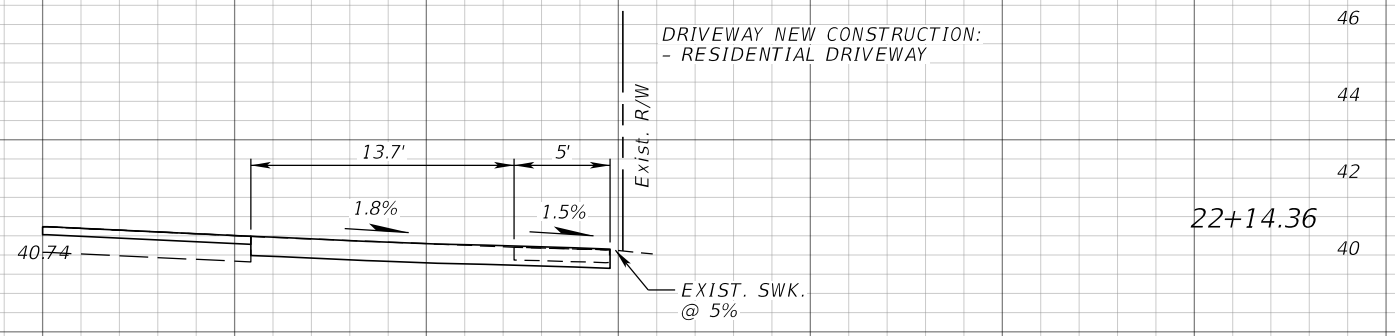 46
DRIVEWAY NEW CONSTRUCTION:
- RESIDENTIAL DRIVEWAY
44
Exist. R/W
13.7'
5'
42
1.8%
1.5%
22+14.36
40.74
40
EXIST. SWK.
@ 5%